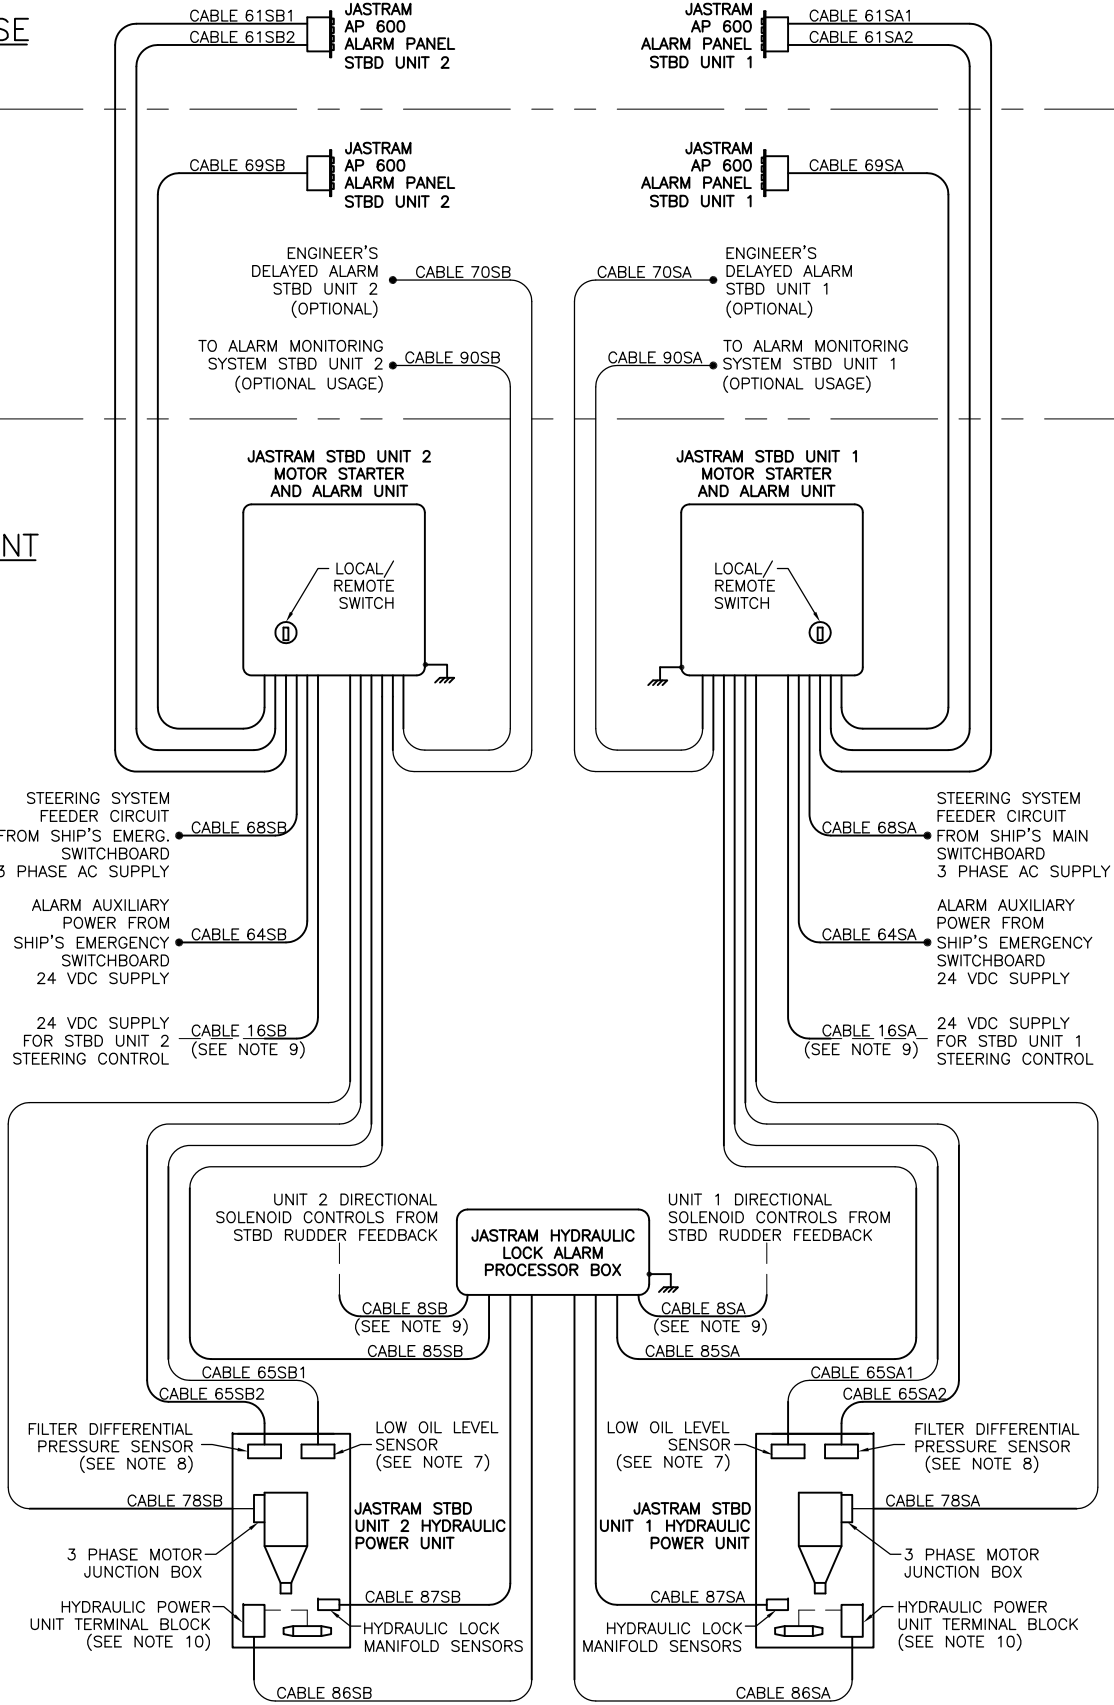 SE
CABLE 61SB1
CABLE 61SB2
JASTRAM
AP 600
ALARM PANEL
STBD UNIT 2
JASTRAM
AP 600
ALARM PANEL
STBD UNIT 1
CABLE 61SA1
CABLE 61SA2
CABLE 69SB
JASTRAM
AP 600
ALARM PANEL
STBD UNIT 2
JASTRAM
AP 600
ALARM PANEL
STBD UNIT 1
CABLE 69SA
ENGINEER'S
DELAYED ALARM
STBD UNIT 2
(OPTIONAL)
CABLE 70SB
CABLE 70SA
ENGINEER'S
DELAYED ALARM
STBD UNIT 1
(OPTIONAL)
TO ALARM MONITORING
SYSTEM STBD UNIT 2
(OPTIONAL USAGE)
CABLE 90SB
CABLE 90SA
TO ALARM MONITORING
SYSTEM STBD UNIT 1
(OPTIONAL USAGE)
JASTRAM STBD UNIT 2
MOTOR STARTER
AND ALARM UNIT
JASTRAM STBD UNIT 1
MOTOR STARTER
AND ALARM UNIT
NT
LOCAL/
REMOTE
SWITCH
LOCAL/
REMOTE
SWITCH
STEERING SYSTEM
FEEDER CIRCUIT
FROM SHIP'S EMERG.
SWITCHBOARD
3 PHASE AC SUPPLY
CABLE 68SB
CABLE 68SA
STEERING SYSTEM
FEEDER CIRCUIT
FROM SHIP'S MAIN
SWITCHBOARD
3 PHASE AC SUPPLY
ALARM AUXILIARY
POWER FROM
SHIP'S EMERGENCY
SWITCHBOARD
24 VDC SUPPLY
CABLE 64SB
CABLE 64SA
ALARM AUXILIARY
POWER FROM
SHIP'S EMERGENCY
SWITCHBOARD
24 VDC SUPPLY
24 VDC SUPPLY
FOR STBD UNIT 2
STEERING CONTROL
CABLE 16SB
(SEE NOTE 9)
CABLE 16SA
(SEE NOTE 9)
24 VDC SUPPLY
FOR STBD UNIT 1
STEERING CONTROL
UNIT 2 DIRECTIONAL
SOLENOID CONTROLS FROM
STBD RUDDER FEEDBACK
JASTRAM HYDRAULIC
LOCK ALARM
PROCESSOR BOX
UNIT 1 DIRECTIONAL
SOLENOID CONTROLS FROM
STBD RUDDER FEEDBACK
CABLE 8SB
(SEE NOTE 9)
CABLE 8SA
(SEE NOTE 9)
CABLE 85SB
CABLE 85SA
CABLE 65SB1
CABLE 65SB2
CABLE 65SA1
CABLE 65SA2
FILTER DIFFERENTIAL
PRESSURE SENSOR
(SEE NOTE 8)
LOW OIL LEVEL
SENSOR
(SEE NOTE 7)
LOW OIL LEVEL
SENSOR
(SEE NOTE 7)
FILTER DIFFERENTIAL
PRESSURE SENSOR
(SEE NOTE 8)
CABLE 78SB
JASTRAM STBD
UNIT 2 HYDRAULIC
POWER UNIT
JASTRAM STBD
UNIT 1 HYDRAULIC
POWER UNIT
CABLE 78SA
3 PHASE MOTOR
JUNCTION BOX
3 PHASE MOTOR
JUNCTION BOX
CABLE 87SB
CABLE 87SA
HYDRAULIC POWER
UNIT TERMINAL BLOCK
(SEE NOTE 10)
HYDRAULIC LOCK
MANIFOLD SENSORS
HYDRAULIC LOCK
MANIFOLD SENSORS
HYDRAULIC POWER
UNIT TERMINAL BLOCK
(SEE NOTE 10)
CABLE 86SB
CABLE 86SA